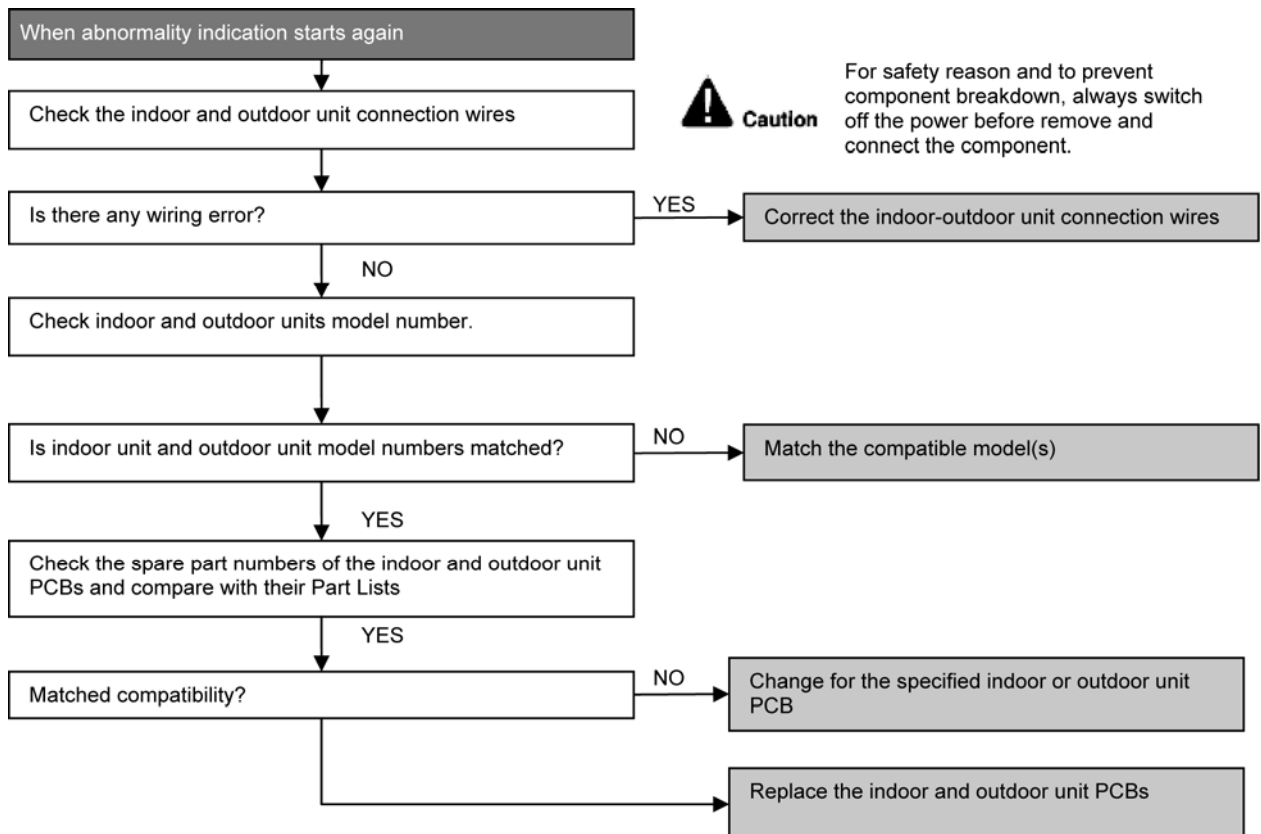 When abnormality indication starts again
Check the indoor and outdoor unit connection wires
Caution
For safety reason and to prevent
component breakdown, always switch
off the power before remove and
connect the component.
Is there any wiring error?
YES
Correct the indoor-outdoor unit connection wires
NO
Check indoor and outdoor units model number.
Is indoor unit and outdoor unit model numbers matched?
NO
Match the compatible model(s)
YES
Check the spare part numbers of the indoor and outdoor unit
PCBs and compare with their Part Lists
YES
Matched compatibility?
NO
Change for the specified indoor or outdoor unit
PCB
Replace the indoor and outdoor unit PCBs